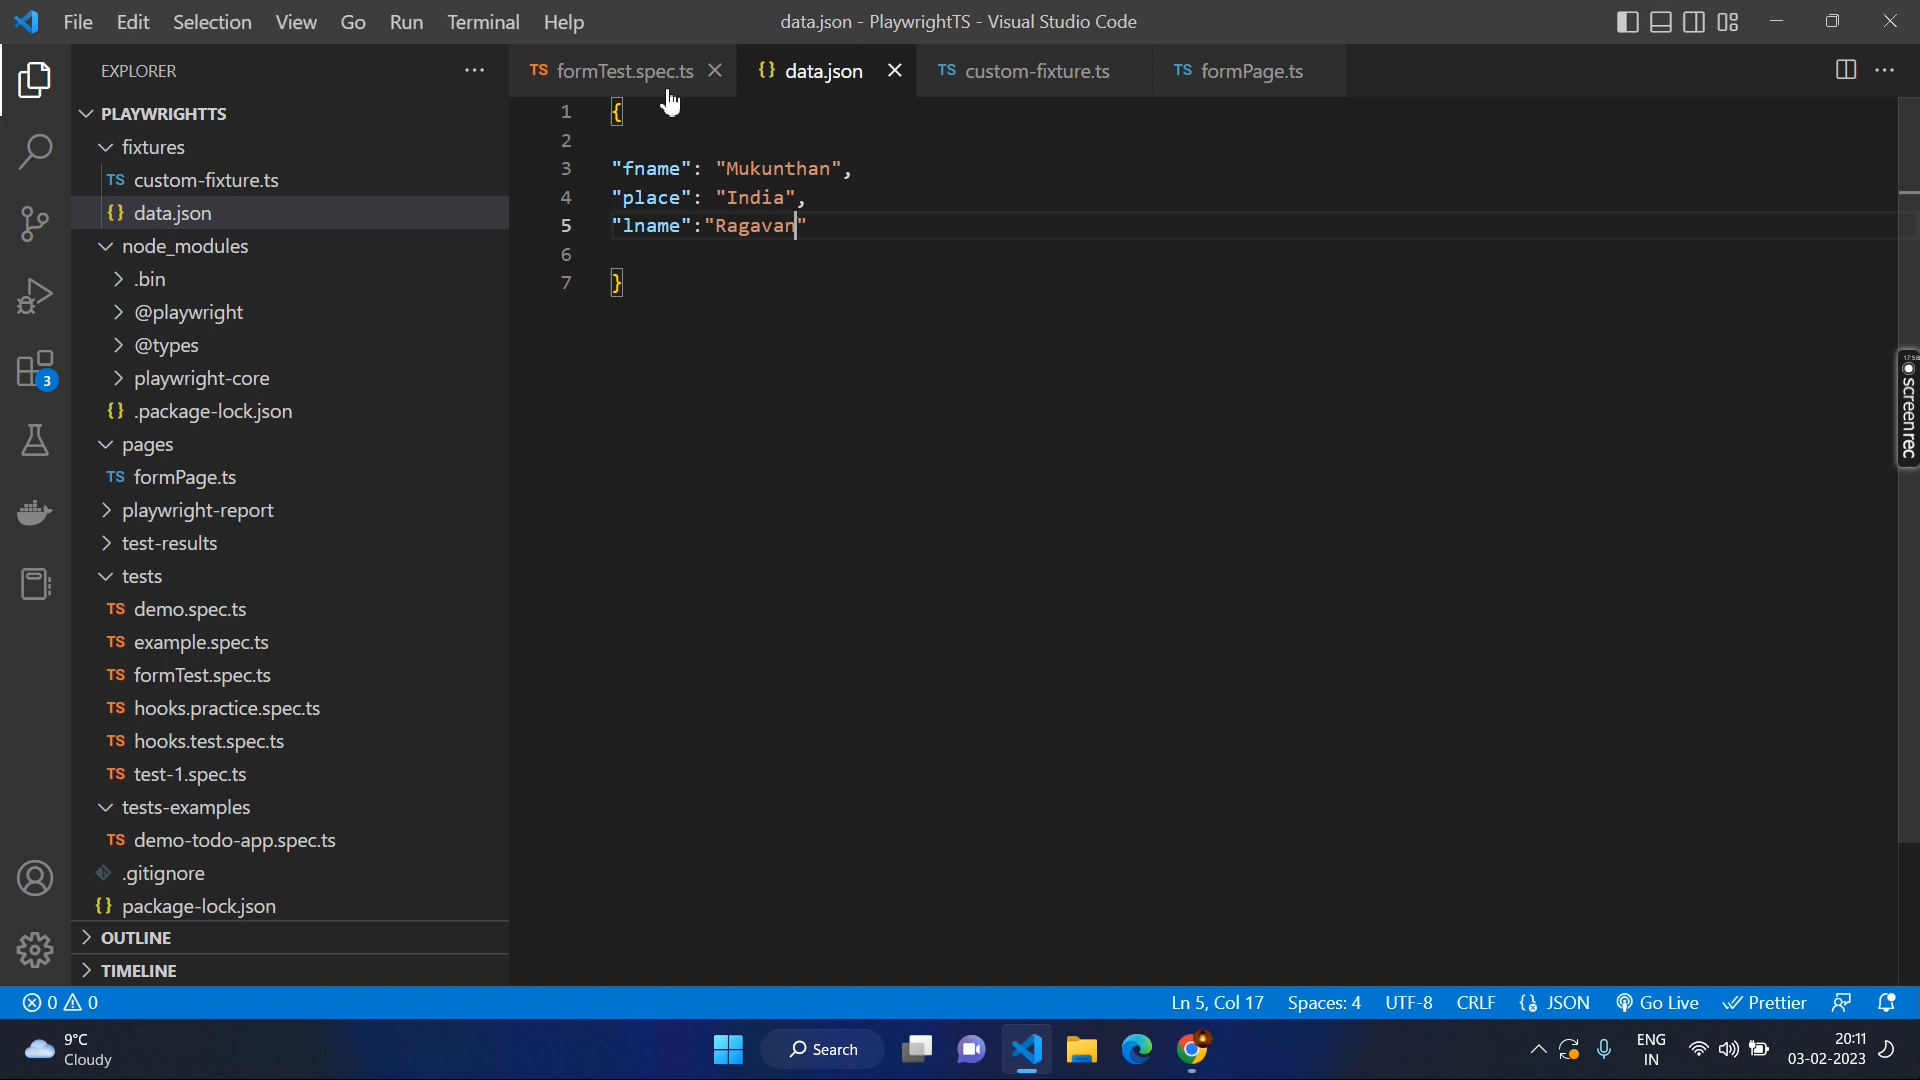 File Edit Selection View Go Run Terminal Help
data.json - PlaywrightTS - Visual Studio Code
EXPLORER
PLAYWRIGHTTS
fixtures
TS custom-fixture.ts
{} data.json
node_modules
.bin
@playwright
@types
playwright-core
{} .package-lock.json
pages
TS formPage.ts
playwright-report
test-results
tests
TS demo.spec.ts
TS example.spec.ts
TS formTest.spec.ts
TS hooks.practice.spec.ts
TS hooks.test.spec.ts
TS test-1.spec.ts
tests-examples
TS demo-todo-app.spec.ts
.gitignore
{} package-lock.json
OUTLINE
TIMELINE
3
TS formTest.spec.ts {} data.json TS custom-fixture.ts TS formPage.ts
1 {
2
3 "fname": "Mukunthan",
4 "place": "India",
5 "lname":"Ragavan"
6
7 }
17:58
screenrec
0 0
Ln 5, Col 17 Spaces: 4 UTF-8 CRLF {} JSON Go Live Prettier
9°C
Cloudy
Search
ENG
IN
20:11
03-02-2023